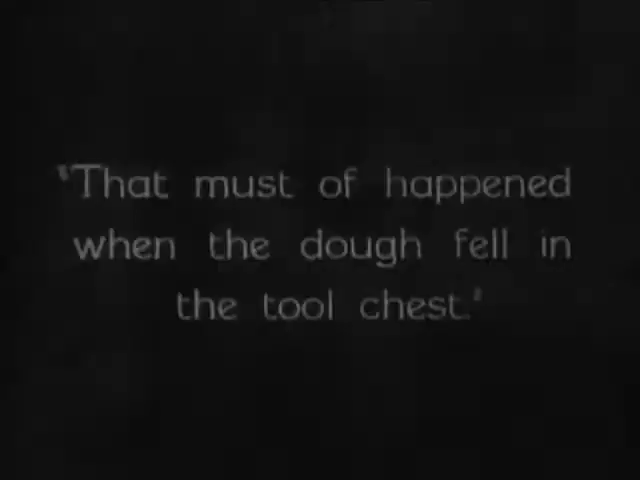 "That must of happened
when the dough fell in
the tool chest."